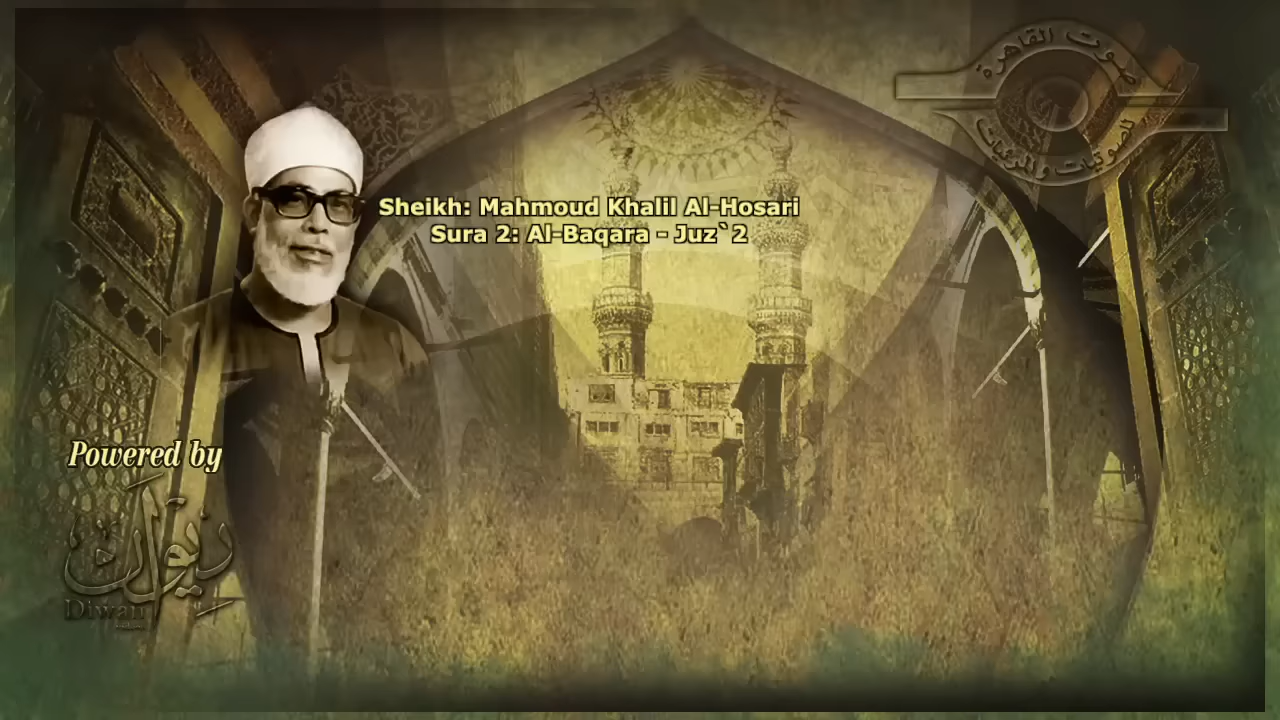 صوت القاهرة
للصوتيات والمرئيات
Sheikh: Mahmoud Khalil Al-Hosari
Sura 2: Al-Baqara - Juz`2
Powered by
ديوان
Diwan